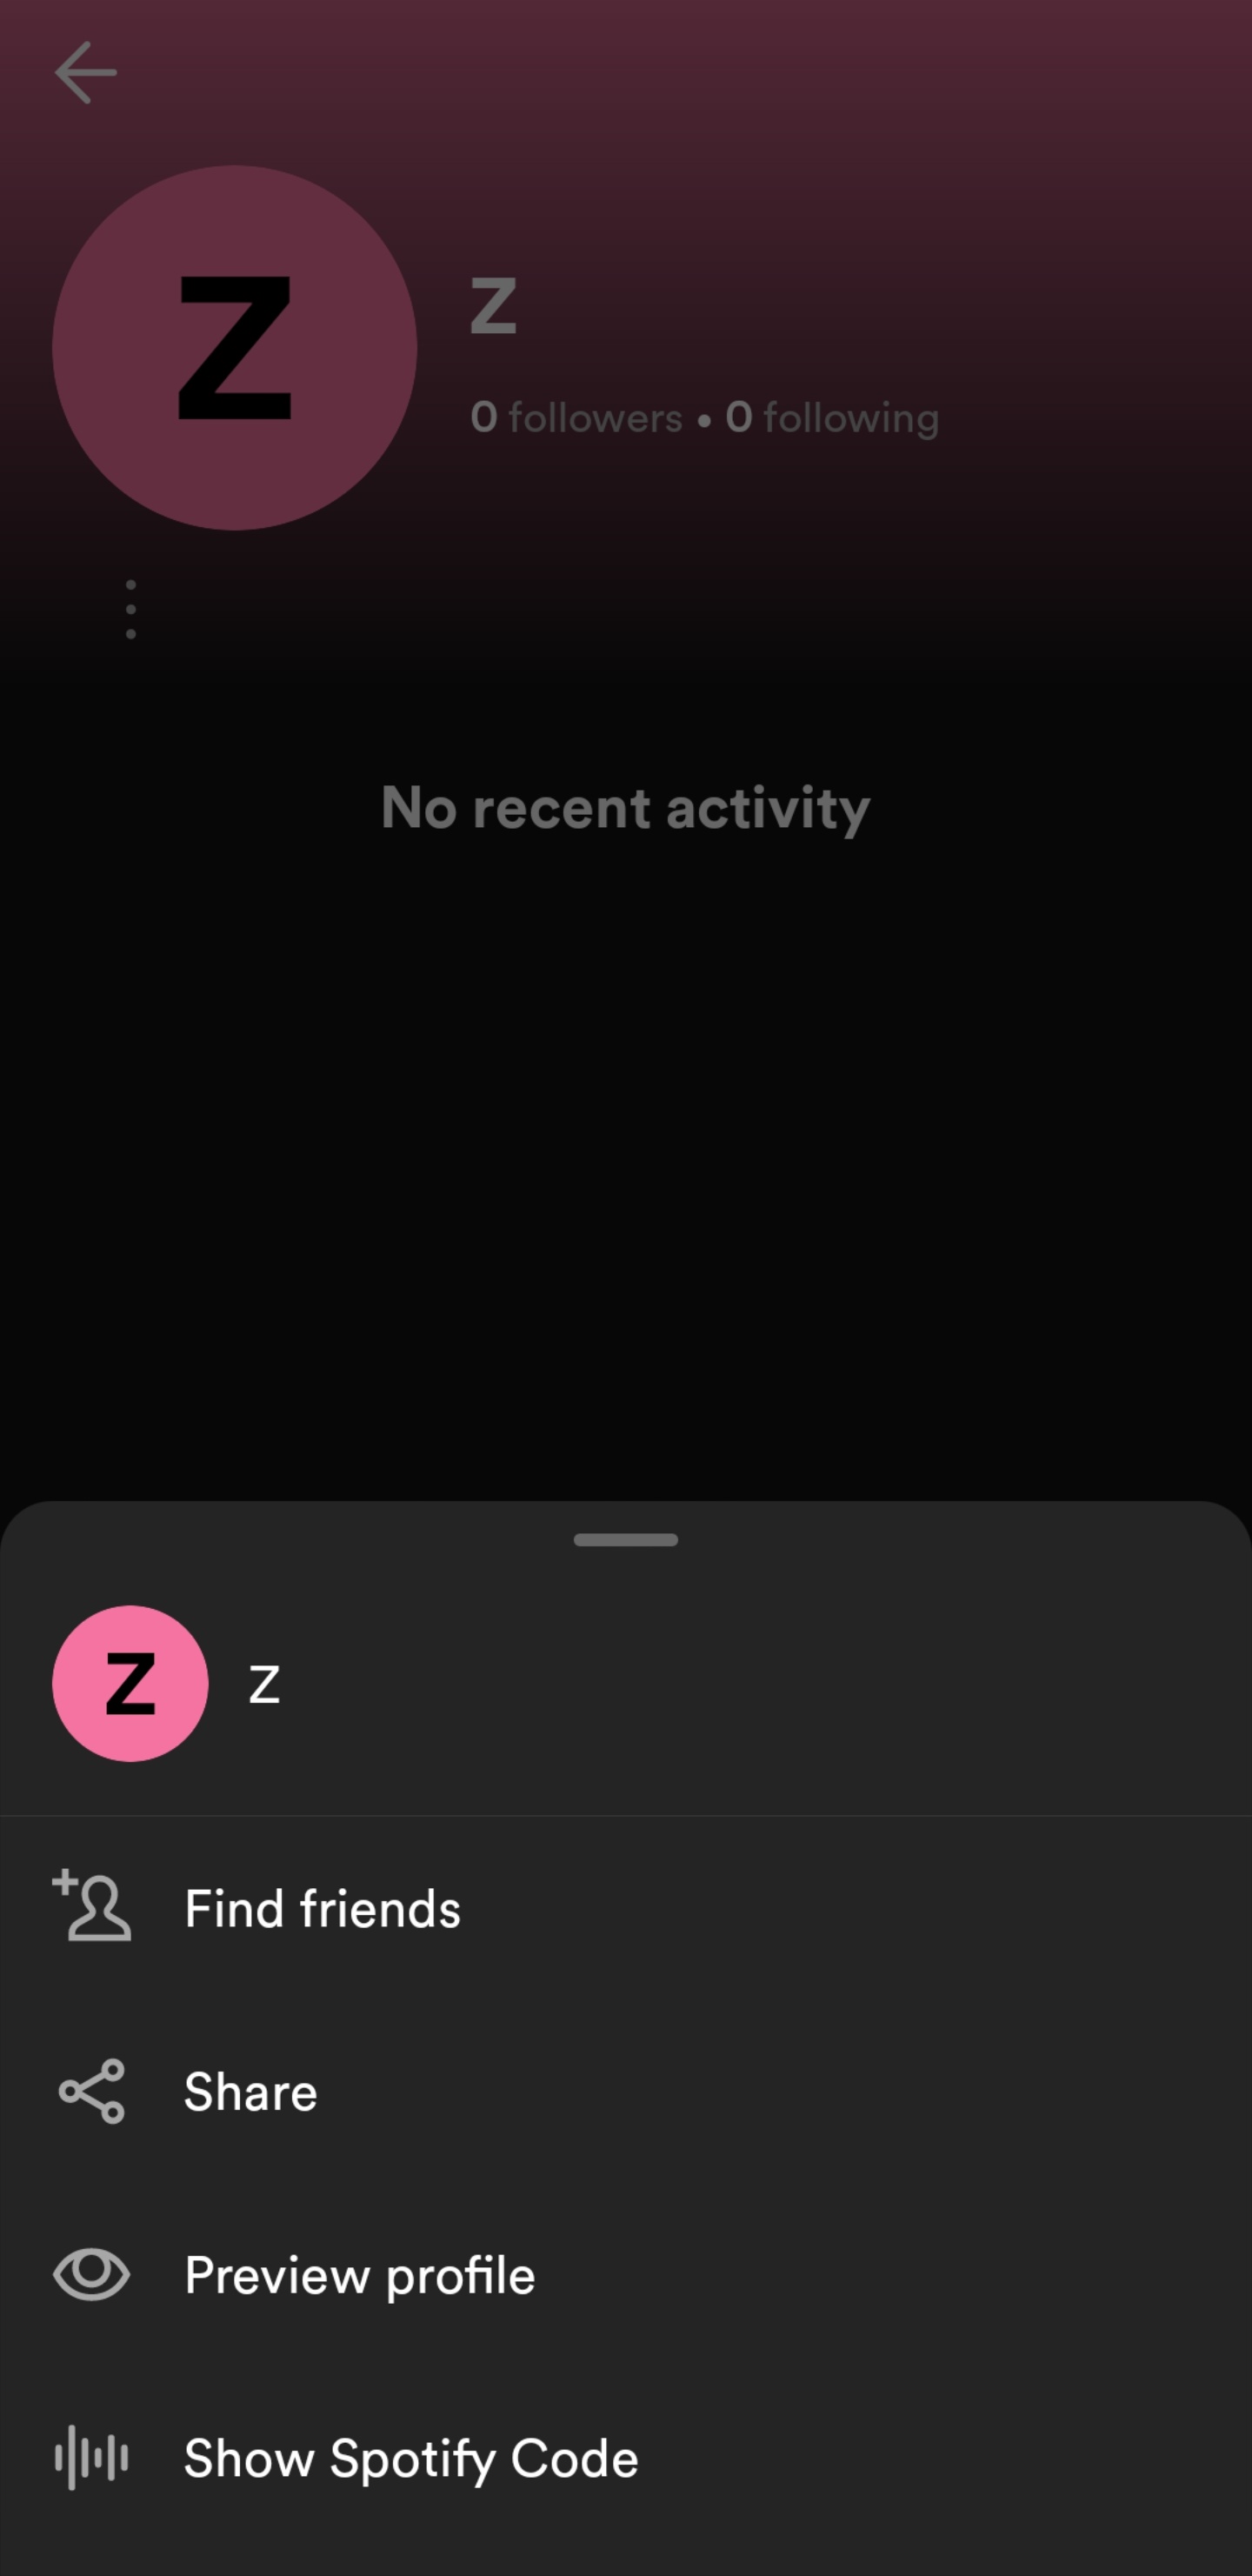 Z
Z
0 followers • 0 following
No recent activity
Z
Z
Find friends
Share
Preview profile
Show Spotify Code